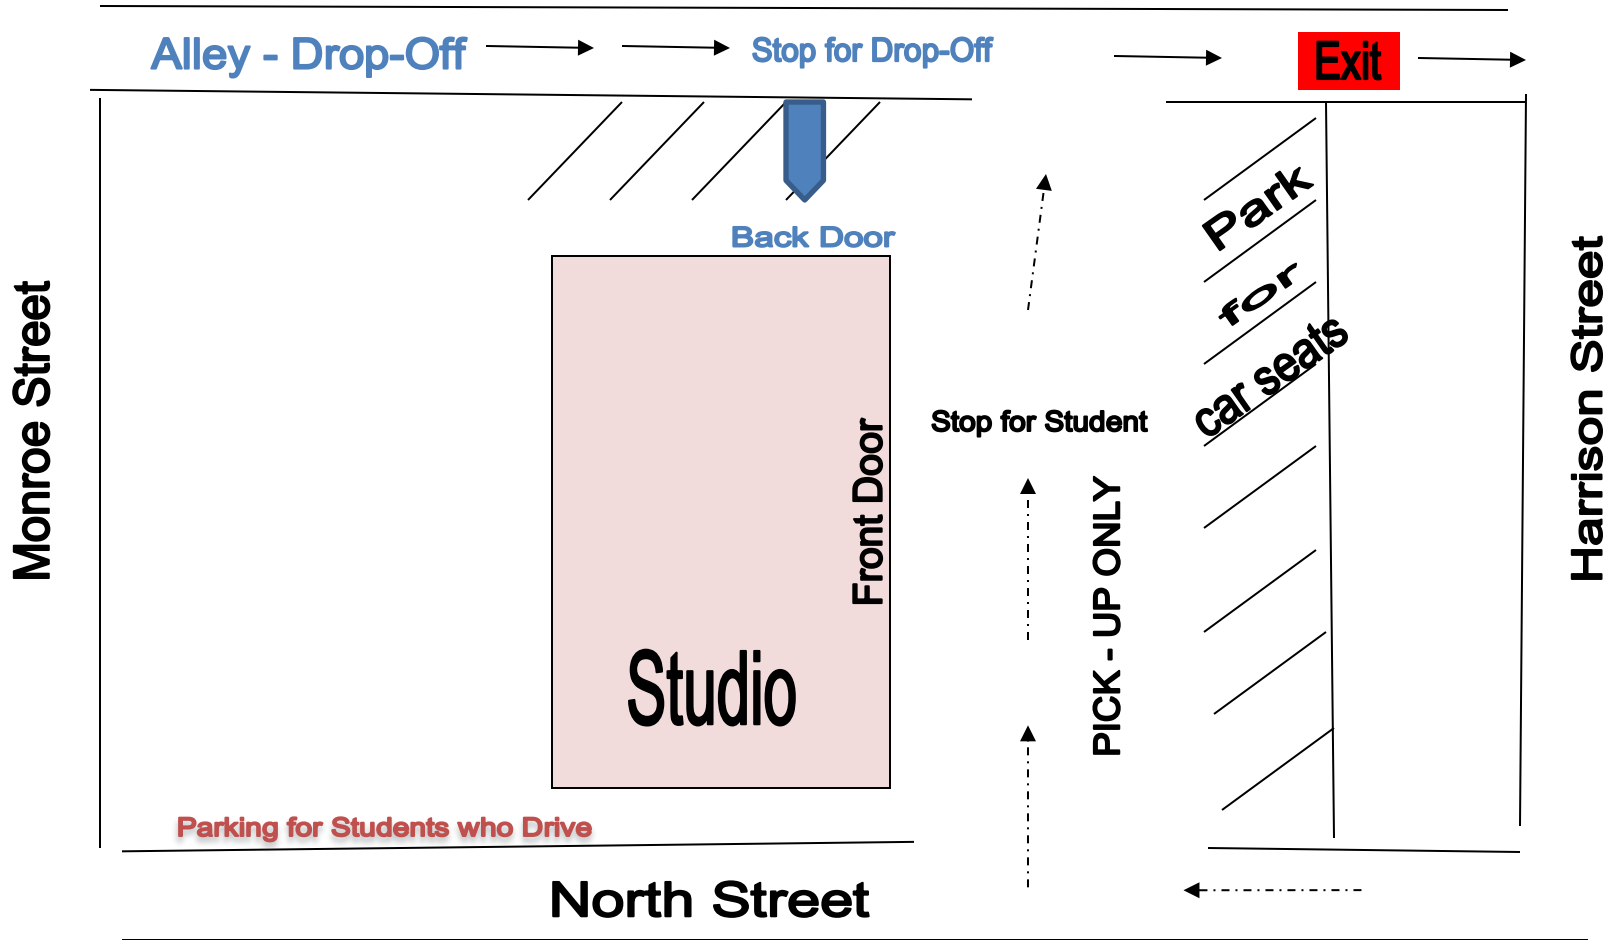 Alley - Drop-Off
Stop for Drop-Off
Exit
Back Door
Park
for
car seats
Monroe Street
Harrison Street
Stop for Student
Front Door
PICK - UP ONLY
Studio
Parking for Students who Drive
North Street